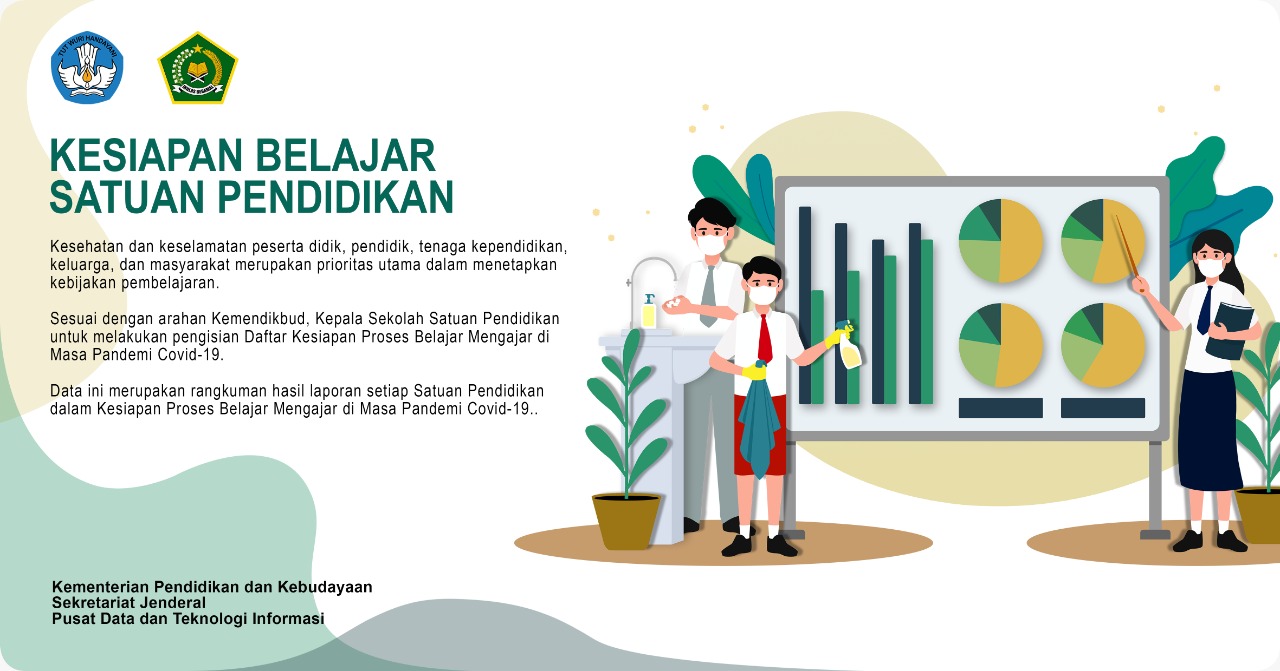 TUT WURI HANDAYANI
KESIAPAN BELAJAR
SATUAN PENDIDIKAN
Kesehatan dan keselamatan peserta didik, pendidik, tenaga kependidikan,
keluarga, dan masyarakat merupakan prioritas utama dalam menetapkan
kebijakan pembelajaran.
Sesuai dengan arahan Kemendikbud, Kepala Sekolah Satuan Pendidikan
untuk melakukan pengisian Daftar Kesiapan Proses Belajar Mengajar di
Masa Pandemi Covid-19.
Data ini merupakan rangkuman hasil laporan setiap Satuan Pendidikan
dalam Kesiapan Proses Belajar Mengajar di Masa Pandemi Covid-19..
Kementerian Pendidikan dan Kebudayaan
Sekretariat Jenderal
Pusat Data dan Teknologi Informasi